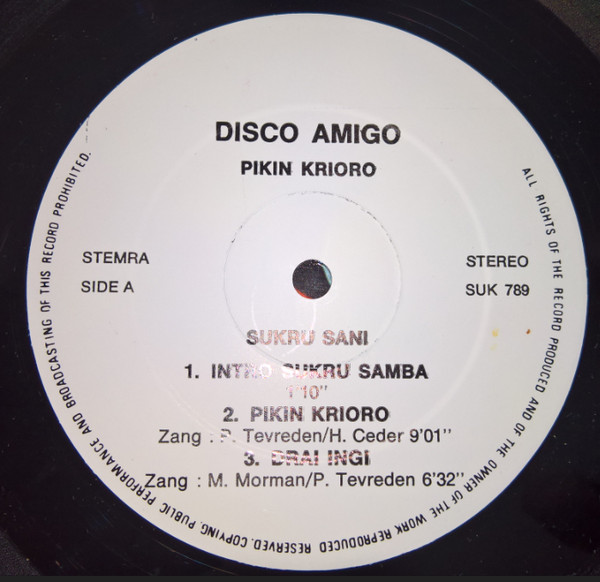 DISCO AMIGO
PIKIN KRIORO
STEMRA
SIDE A
STEREO
SUK 789
SUKRU SANI
1. INTRO SUKRU SAMBA
1'10"
2. PIKIN KRIORO
Zang : P. Tevreden/H. Ceder 9'01"
3. DRAI INGI
Zang : M. Morman/P. Tevreden 6'32"
ALL RIGHTS OF THE RECORD PRODUCED AND OF THE OWNER OF THE WORK REPRODUCED RESERVED. COPYING, PUBLIC PERFORMANCE AND BROADCASTING OF THIS RECORD PROHIBITED.